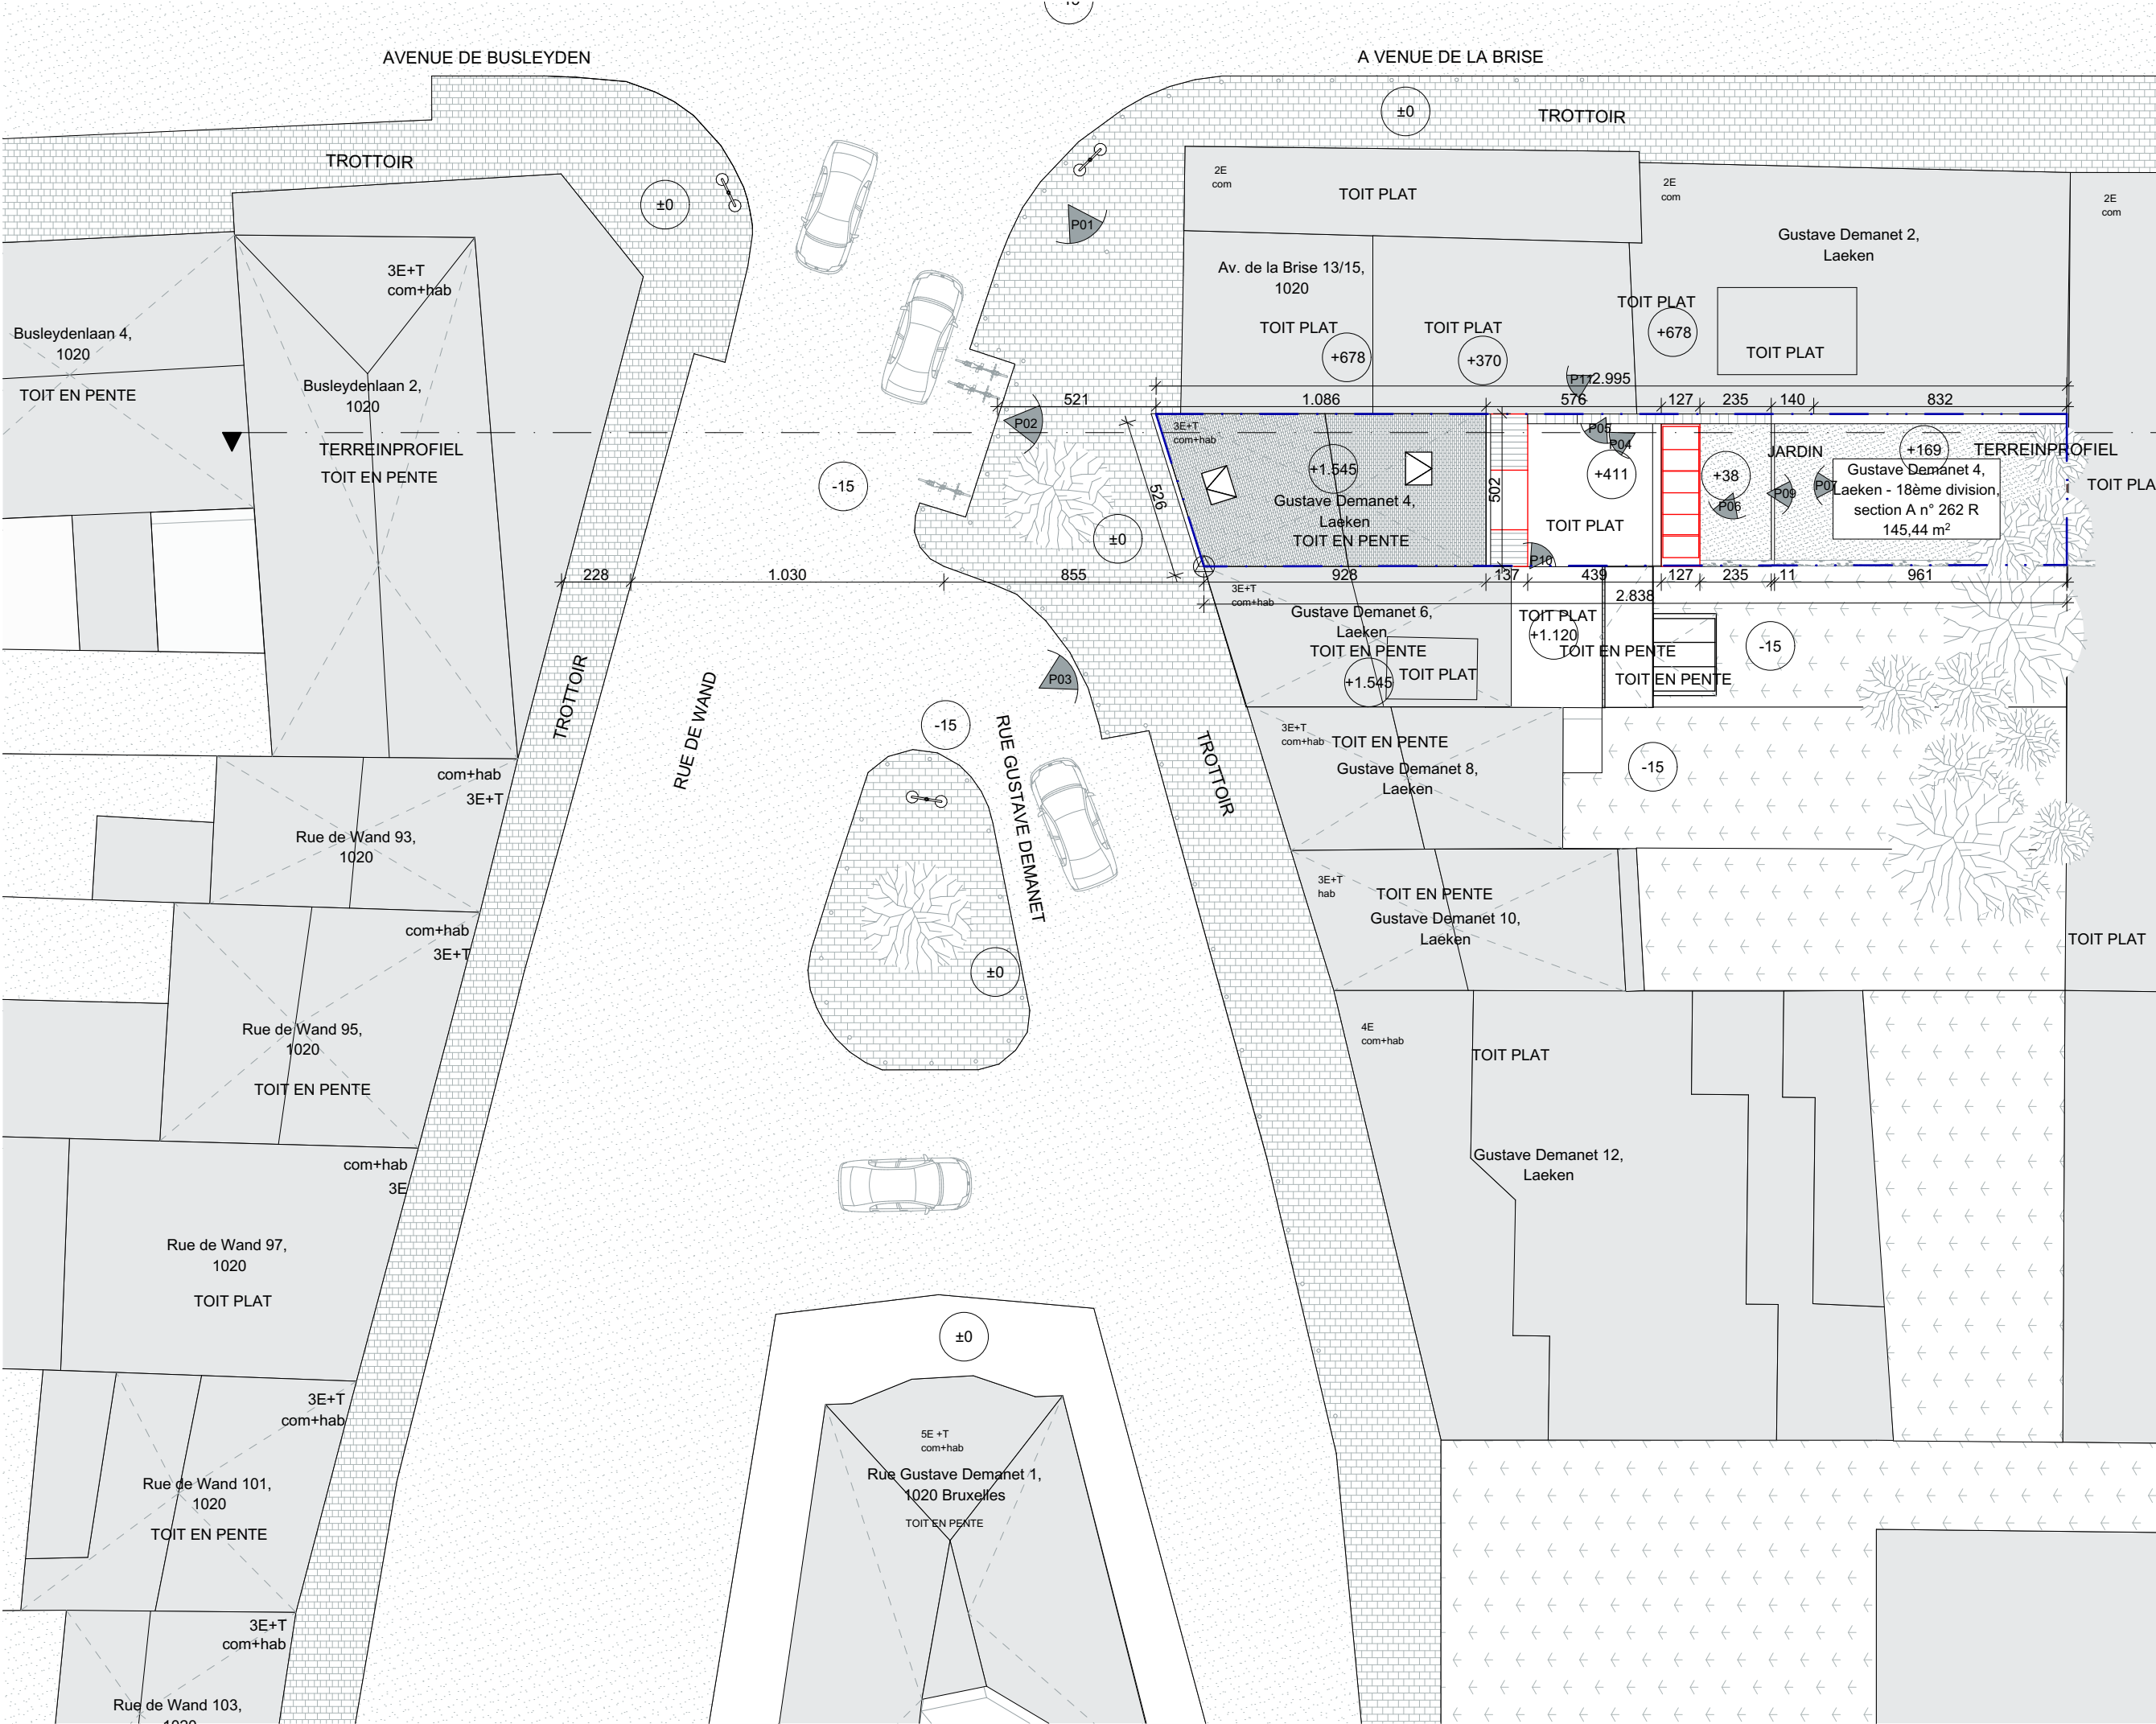 AVENUE DE BUSLEYDEN
A VENUE DE LA BRISE
TROTTOIR
±0
TROTTOIR
±0
P01
2E
com
TOIT PLAT
2E
com
2E
com
Gustave Demanet 2,
Laeken
Av. de la Brise 13/15,
1020
TOIT PLAT
+678
TOIT PLAT
+370
TOIT PLAT
+678
TOIT PLAT
3E+T
com+hab
Busleydenlaan 4,
1020
TOIT EN PENTE
Busleydenlaan 2,
1020
TERREINPROFIEL
TOIT EN PENTE
P11
2.995
521
1.086
576
127
235
140
832
P02
3E+T
com+hab
+1.545
Gustave Demanet 4,
Laeken
TOIT EN PENTE
526
502
P05
P04
+411
TOIT PLAT
P10
+38
P06
JARDIN
P09
P07
+169
TERREINPROFIEL
Gustave Demanet 4,
Laeken - 18ème division,
section A n° 262 R
145,44 m²
TOIT PLA
-15
±0
228
1.030
855
928
137
439
127
235
11
961
2.838
3E+T
com+hab
Gustave Demanet 6,
Laeken
TOIT EN PENTE
+1.545
TOIT PLAT
TOIT PLAT
+1.120
TOIT EN PENTE
TOIT EN PENTE
-15
P03
TROTTOIR
RUE DE WAND
-15
RUE GUSTAVE DEMANET
TROTTOIR
3E+T
com+hab
TOIT EN PENTE
Gustave Demanet 8,
Laeken
-15
com+hab
3E+T
Rue de Wand 93,
1020
3E+T
hab
TOIT EN PENTE
Gustave Demanet 10,
Laeken
TOIT PLAT
com+hab
3E+T
Rue de Wand 95,
1020
TOIT EN PENTE
±0
4E
com+hab
TOIT PLAT
Gustave Demanet 12,
Laeken
com+hab
3E
Rue de Wand 97,
1020
TOIT PLAT
±0
3E+T
com+hab
Rue de Wand 101,
1020
TOIT EN PENTE
5E +T
com+hab
Rue Gustave Demanet 1,
1020 Bruxelles
TOIT EN PENTE
3E+T
com+hab
Rue de Wand 103,
1020